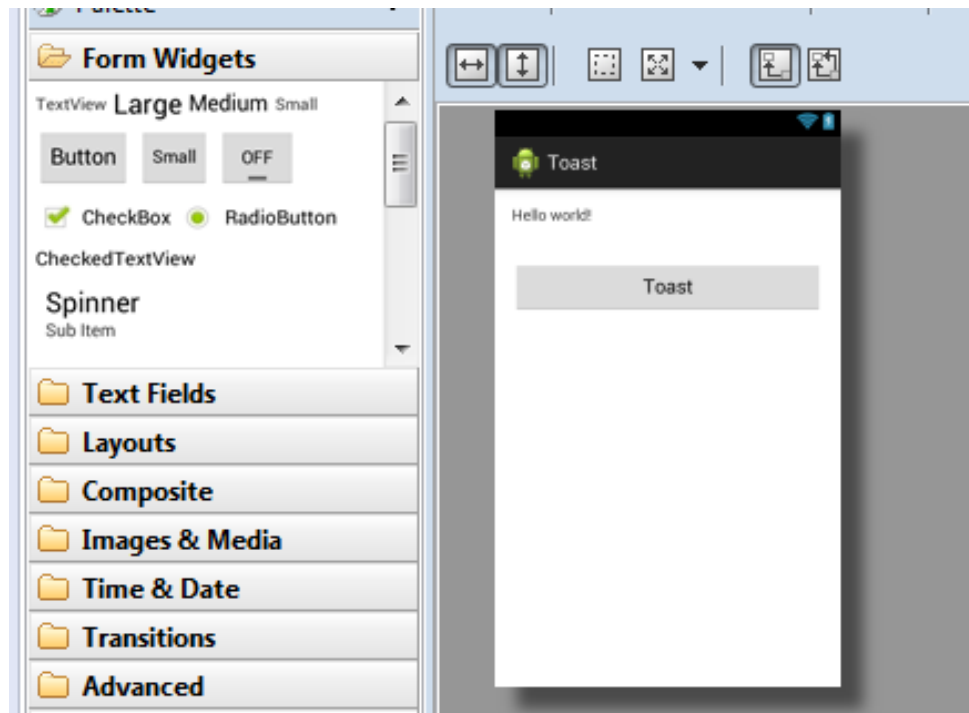 Palette
Form Widgets
TextView Large Medium Small
Button Small OFF
CheckBox RadioButton
CheckedTextView
Spinner
Sub Item
Text Fields
Layouts
Composite
Images & Media
Time & Date
Transitions
Advanced
Toast
Hello world!
Toast